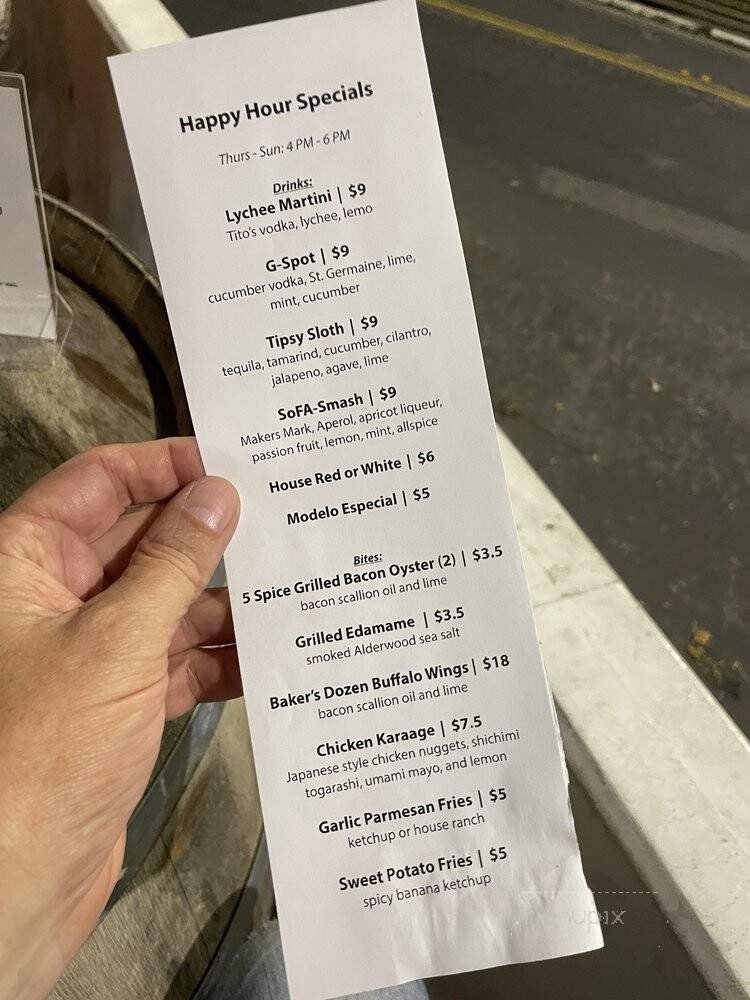 Happy Hour Specials
Thurs - Sun: 4 PM - 6 PM
Drinks:
Lychee Martini | $9
Tito's vodka, lychee, lemo
G-Spot | $9
cucumber vodka, St. Germaine, lime,
mint, cucumber
Tipsy Sloth | $9
tequila, tamarind, cucumber, cilantro,
jalapeno, agave, lime
SoFA-Smash | $9
Makers Mark, Aperol, apricot liqueur,
passion fruit, lemon, mint, allspice
House Red or White | $6
Modelo Especial | $5
Bites:
5 Spice Grilled Bacon Oyster (2) | $3.5
bacon scallion oil and lime
Grilled Edamame | $3.5
smoked Alderwood sea salt
Baker's Dozen Buffalo Wings | $18
bacon scallion oil and lime
Chicken Karaage | $7.5
Japanese style chicken nuggets, shichimi
togarashi, umami mayo, and lemon
Garlic Parmesan Fries | $5
ketchup or house ranch
Sweet Potato Fries | $5
spicy banana ketchup